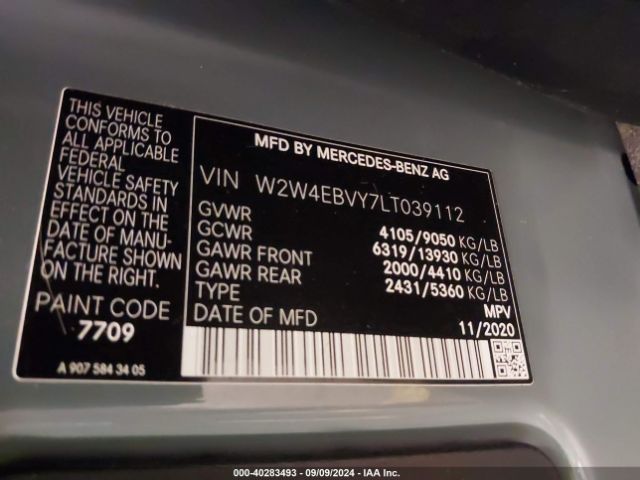 THIS VEHICLE
CONFORMS TO
ALL APPLICABLE
FEDERAL
VEHICLE SAFETY
STANDARDS IN
EFFECT ON THE
DATE OF MANU-
FACTURE SHOWN
ON THE RIGHT.
PAINT CODE
7709
A 907 584 34 05
MFD BY MERCEDES-BENZ AG
VIN W2W4EBVY7LT039112
GVWR 4105/9050 KG/LB
GCWR 6319/13930 KG/LB
GAWR FRONT 2000/4410 KG/LB
GAWR REAR 2431/5360 KG/LB
TYPE MPV
DATE OF MFD 11/2020
000-40283493 - 09/09/2024 - IAA Inc.